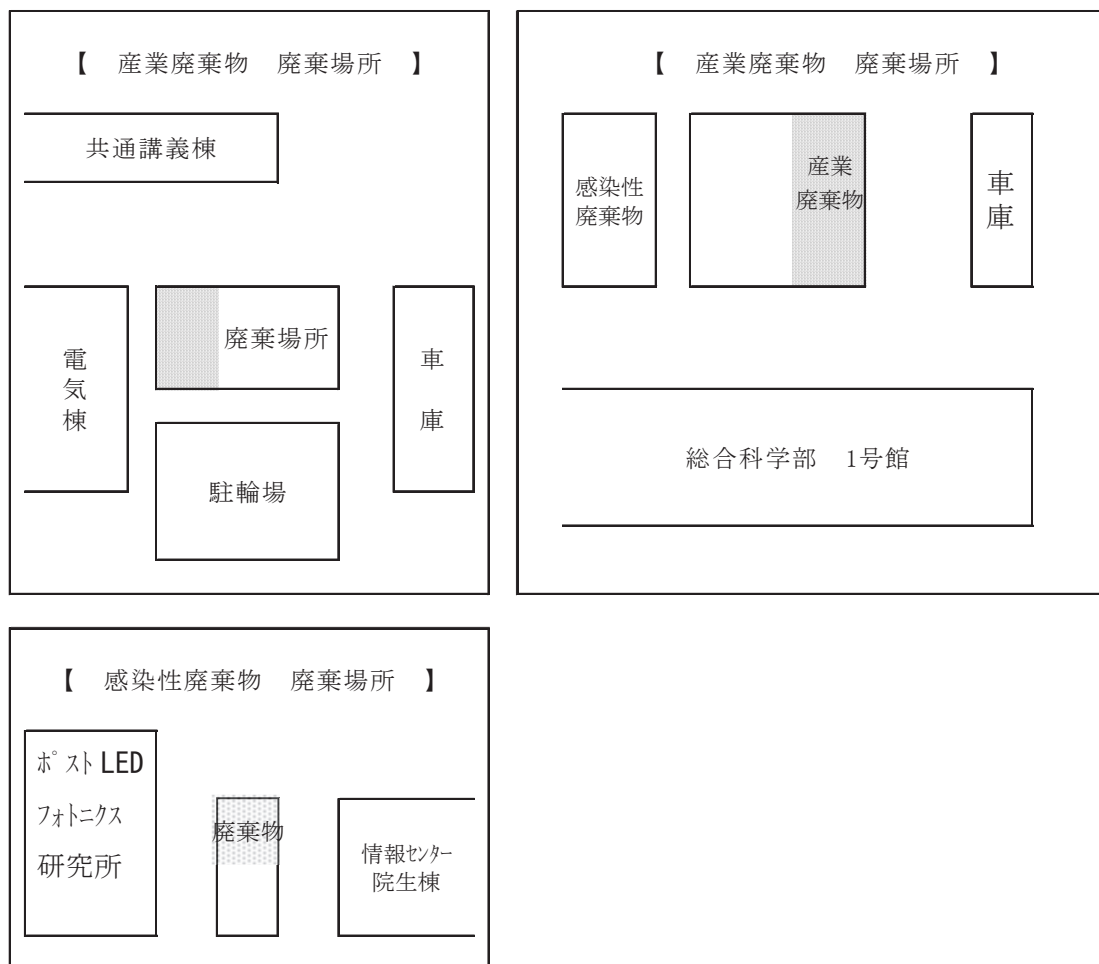 【　産業廃棄物　廃棄場所　】
共通講義棟
電気棟
廃棄場所
車庫
駐輪場
【　産業廃棄物　廃棄場所　】
感染性
廃棄物
産業
廃棄物
車庫
総合科学部　1号館
【　感染性廃棄物　廃棄場所　】
ポストLED
フォトニクス
研究所
廃棄物
情報センター
院生棟